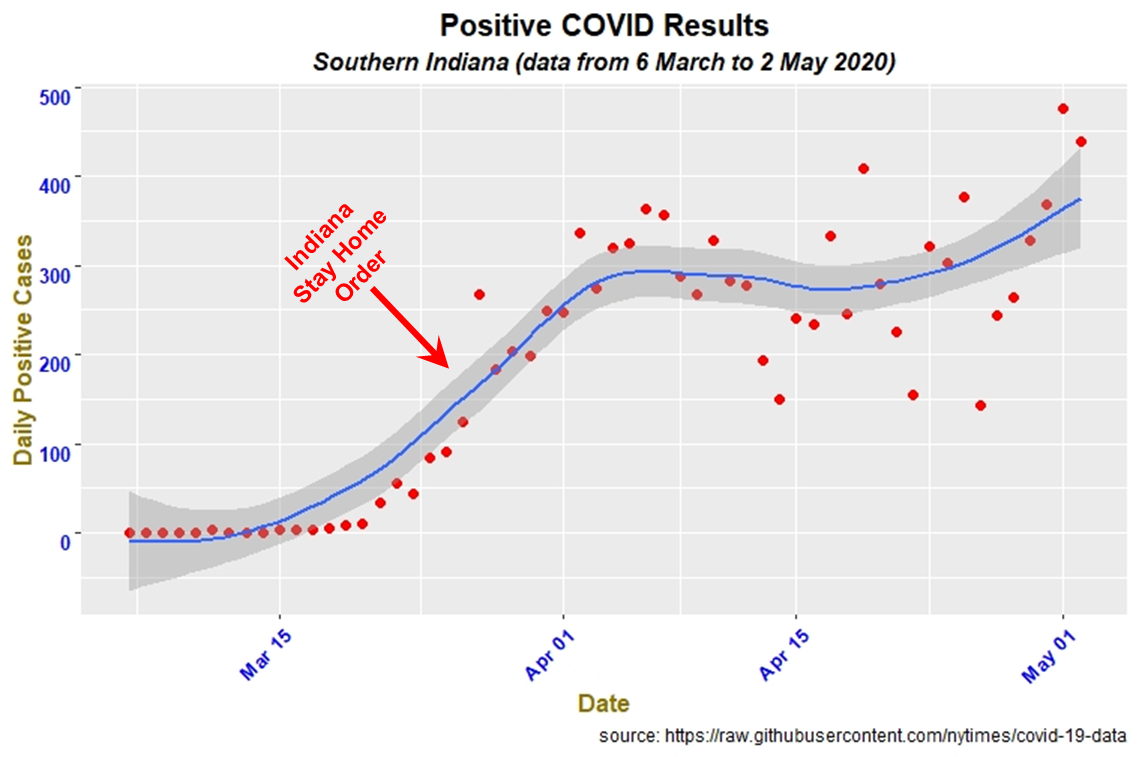 Positive COVID Results
Southern Indiana (data from 6 March to 2 May 2020)
Daily Positive Cases
500
400
300
200
100
0
Indiana
Stay Home
Order
Mar 15
Apr 01
Apr 15
May 01
Date
source: https://raw.githubusercontent.com/nytimes/covid-19-data